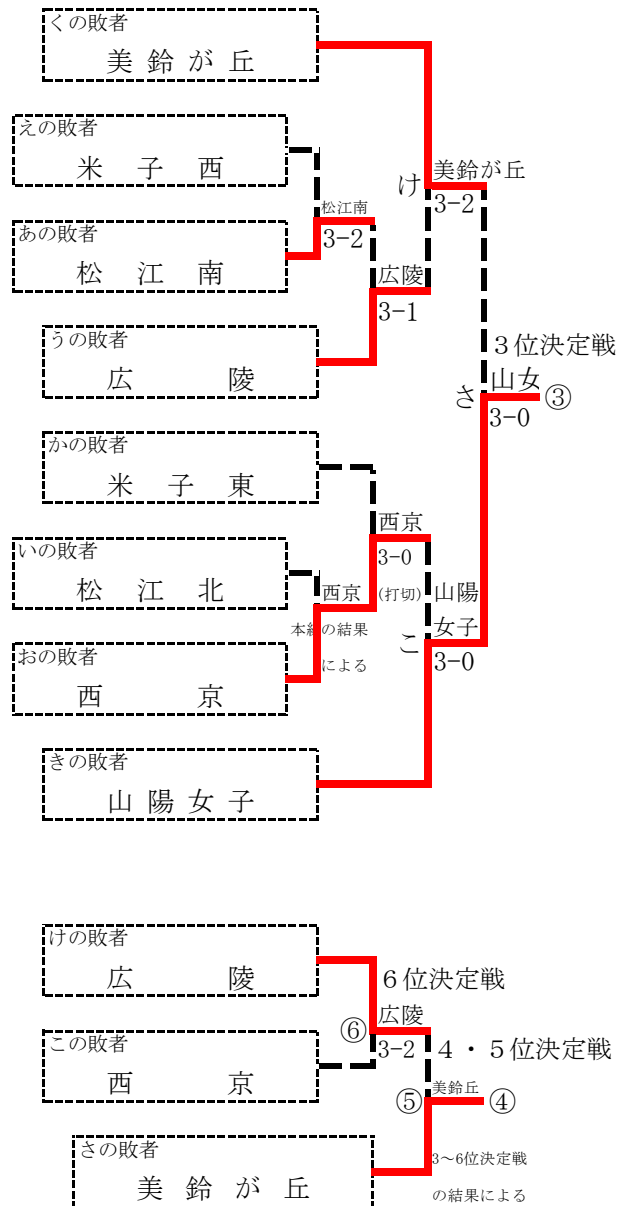 くの敗者
美鈴が丘
えの敗者
米子西
け
美鈴が丘
3-2
あの敗者
松江南
松江南
3-2
広陵
3-1
うの敗者
広陵
3位決定戦
さ
山女
③
3-0
かの敗者
米子東
西京
3-0
(打切)
いの敗者
松江北
西京
本線の結果
による
山陽
女子
こ
3-0
おの敗者
西京
きの敗者
山陽女子
けの敗者
広陵
6位決定戦
⑥
広陵
3-2
4・5位決定戦
この敗者
西京
⑤
美鈴丘
④
さの敗者
美鈴が丘
3~6位決定戦
の結果による